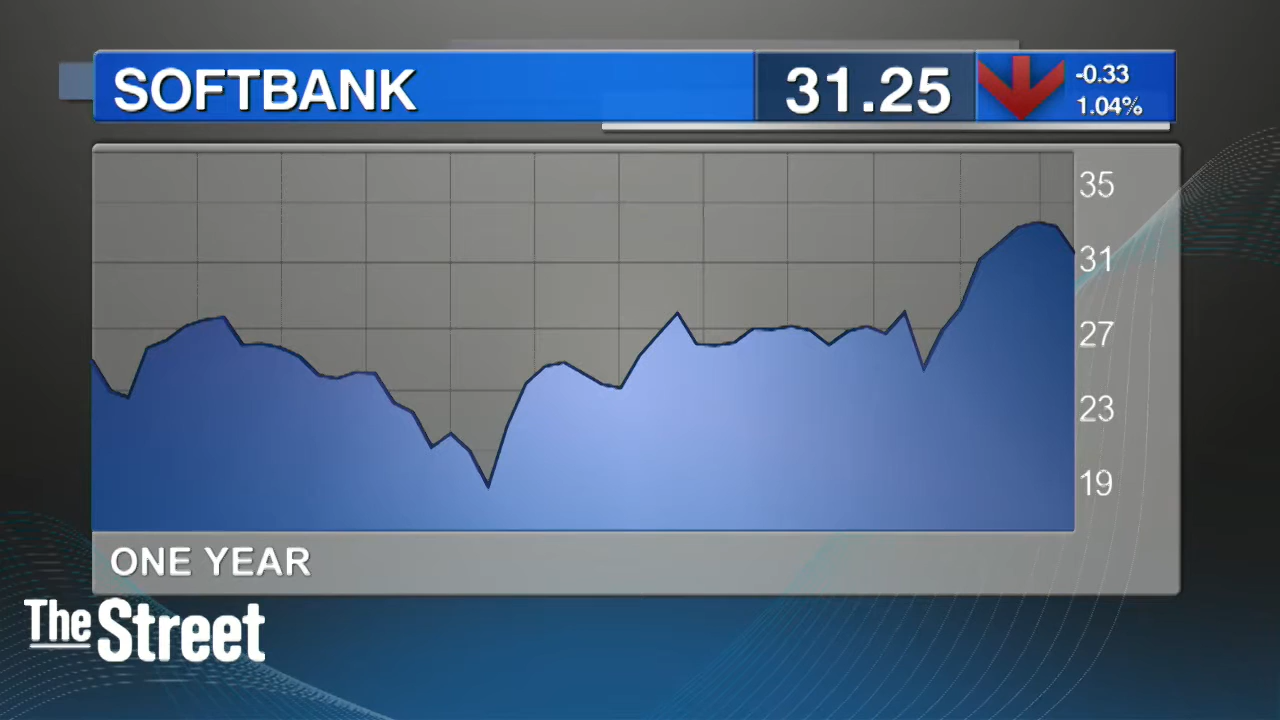 SOFTBANK
31.25
-0.33
1.04%
35
31
27
23
19
ONE YEAR
The Street